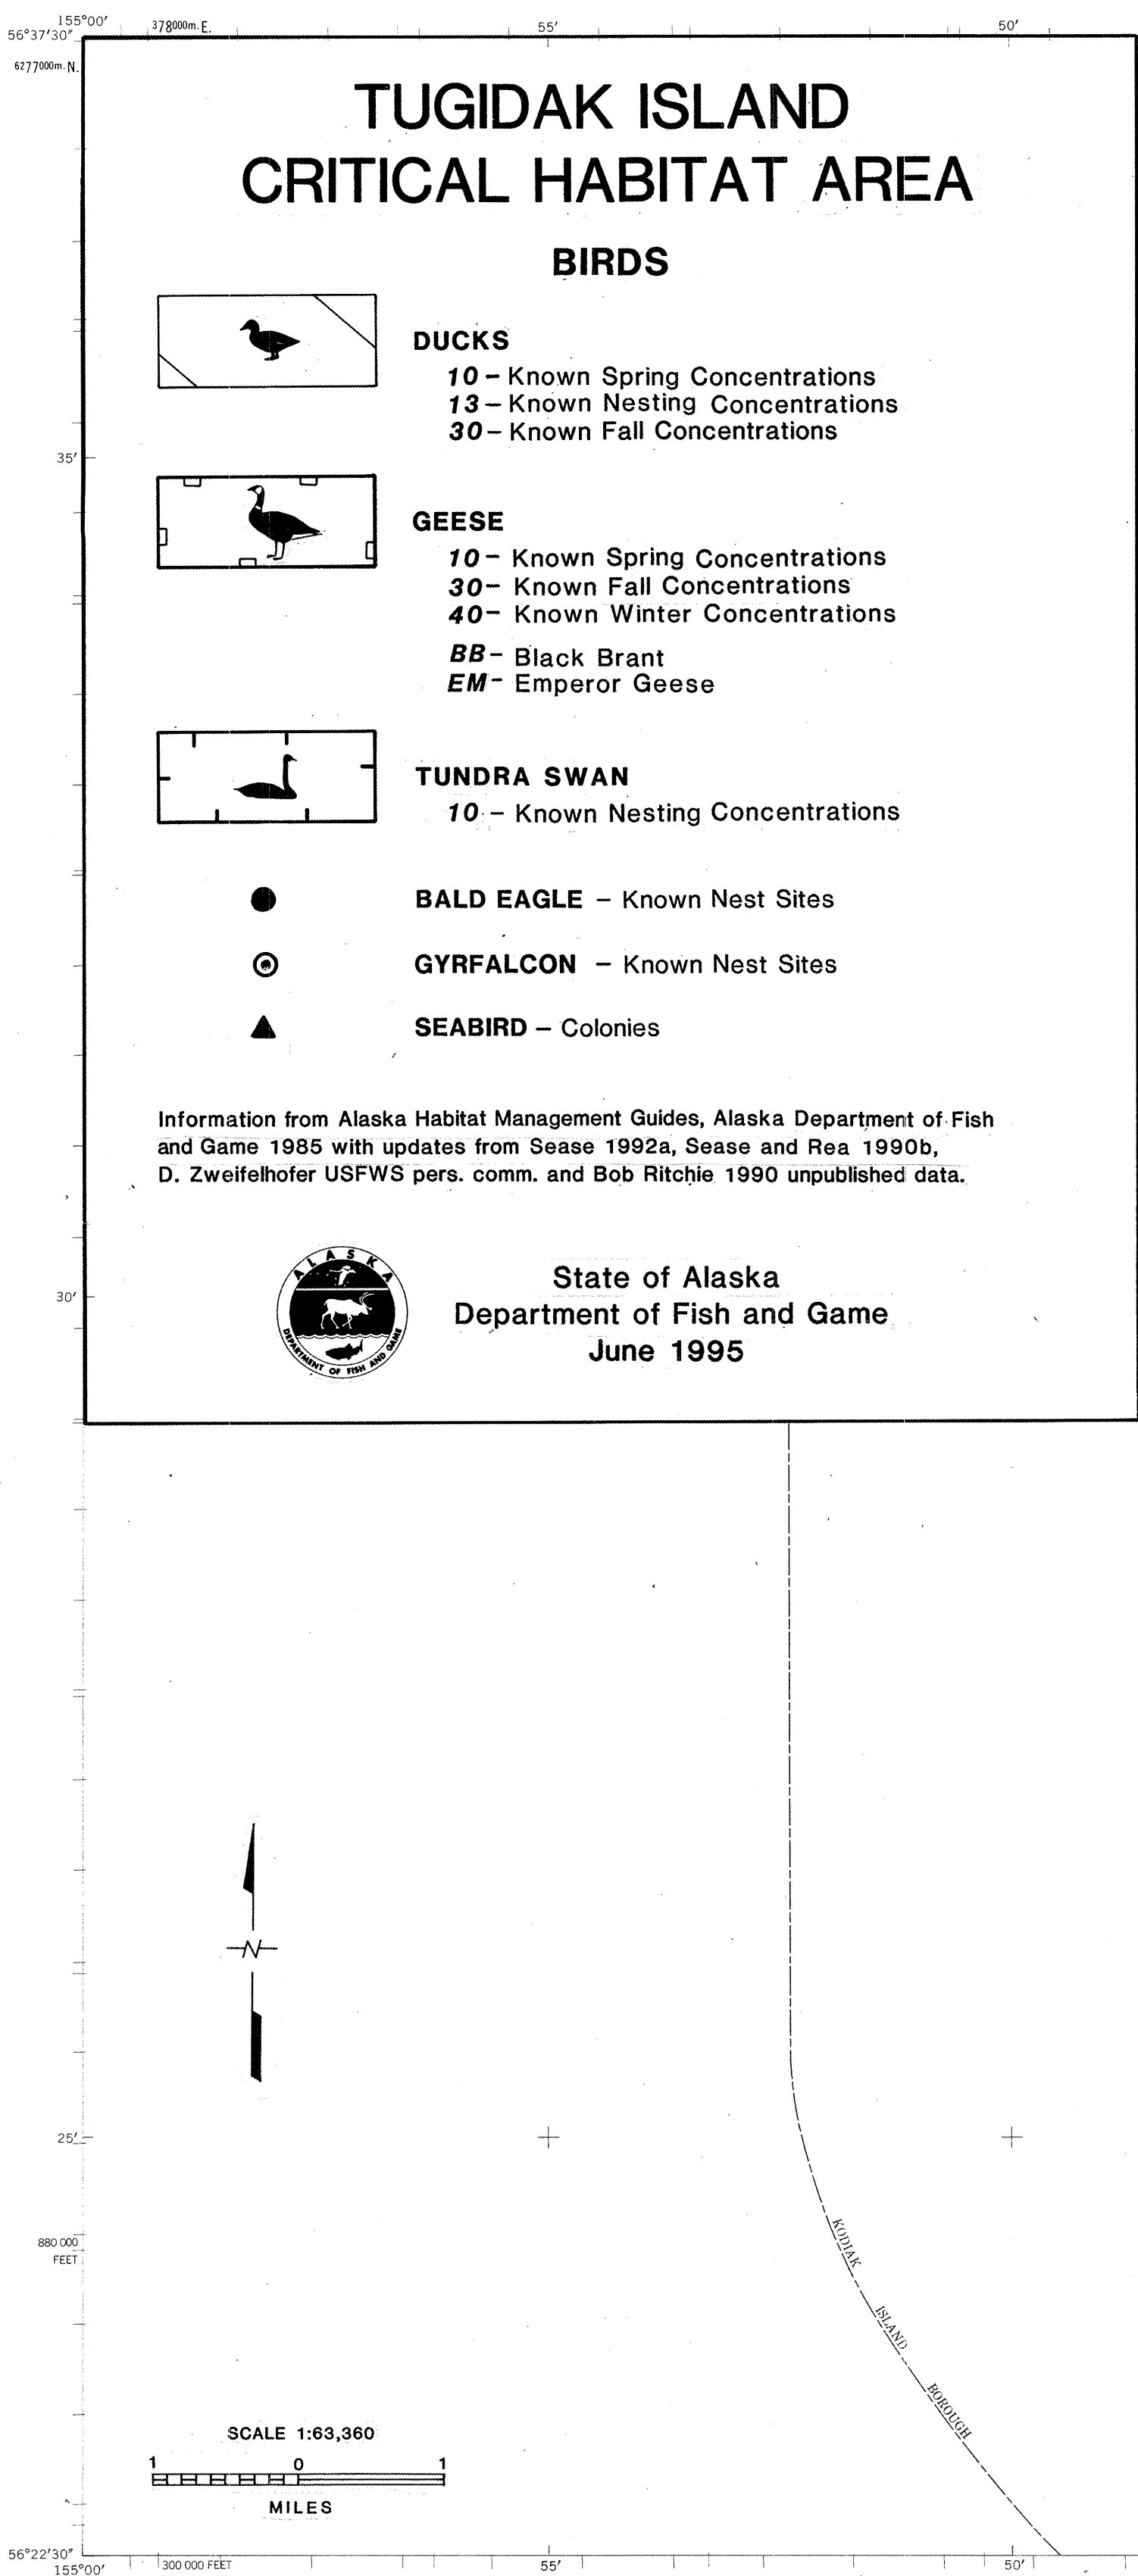 155°00'
378000m. E.
55'
50'
56°37'30"
6277000m. N.
TUGIDAK ISLAND
CRITICAL HABITAT AREA
BIRDS
DUCKS
10 – Known Spring Concentrations
13 – Known Nesting Concentrations
30 – Known Fall Concentrations
35'
GEESE
10 – Known Spring Concentrations
30 – Known Fall Concentrations
40 – Known Winter Concentrations
BB – Black Brant
EM – Emperor Geese
TUNDRA SWAN
10 – Known Nesting Concentrations
BALD EAGLE – Known Nest Sites
GYRFALCON – Known Nest Sites
SEABIRD – Colonies
Information from Alaska Habitat Management Guides, Alaska Department of Fish
and Game 1985 with updates from Sease 1992a, Sease and Rea 1990b,
D. Zweifelhofer USFWS pers. comm. and Bob Ritchie 1990 unpublished data.
30'
ALASKA
DEPARTMENT OF FISH AND GAME
State of Alaska
Department of Fish and Game
June 1995
N
25'
880 000
FEET
KODIAK
ISLAND
BOROUGH
SCALE 1:63,360
1 0 1
MILES
56°22'30"
155°00'
300 000 FEET
55'
50'